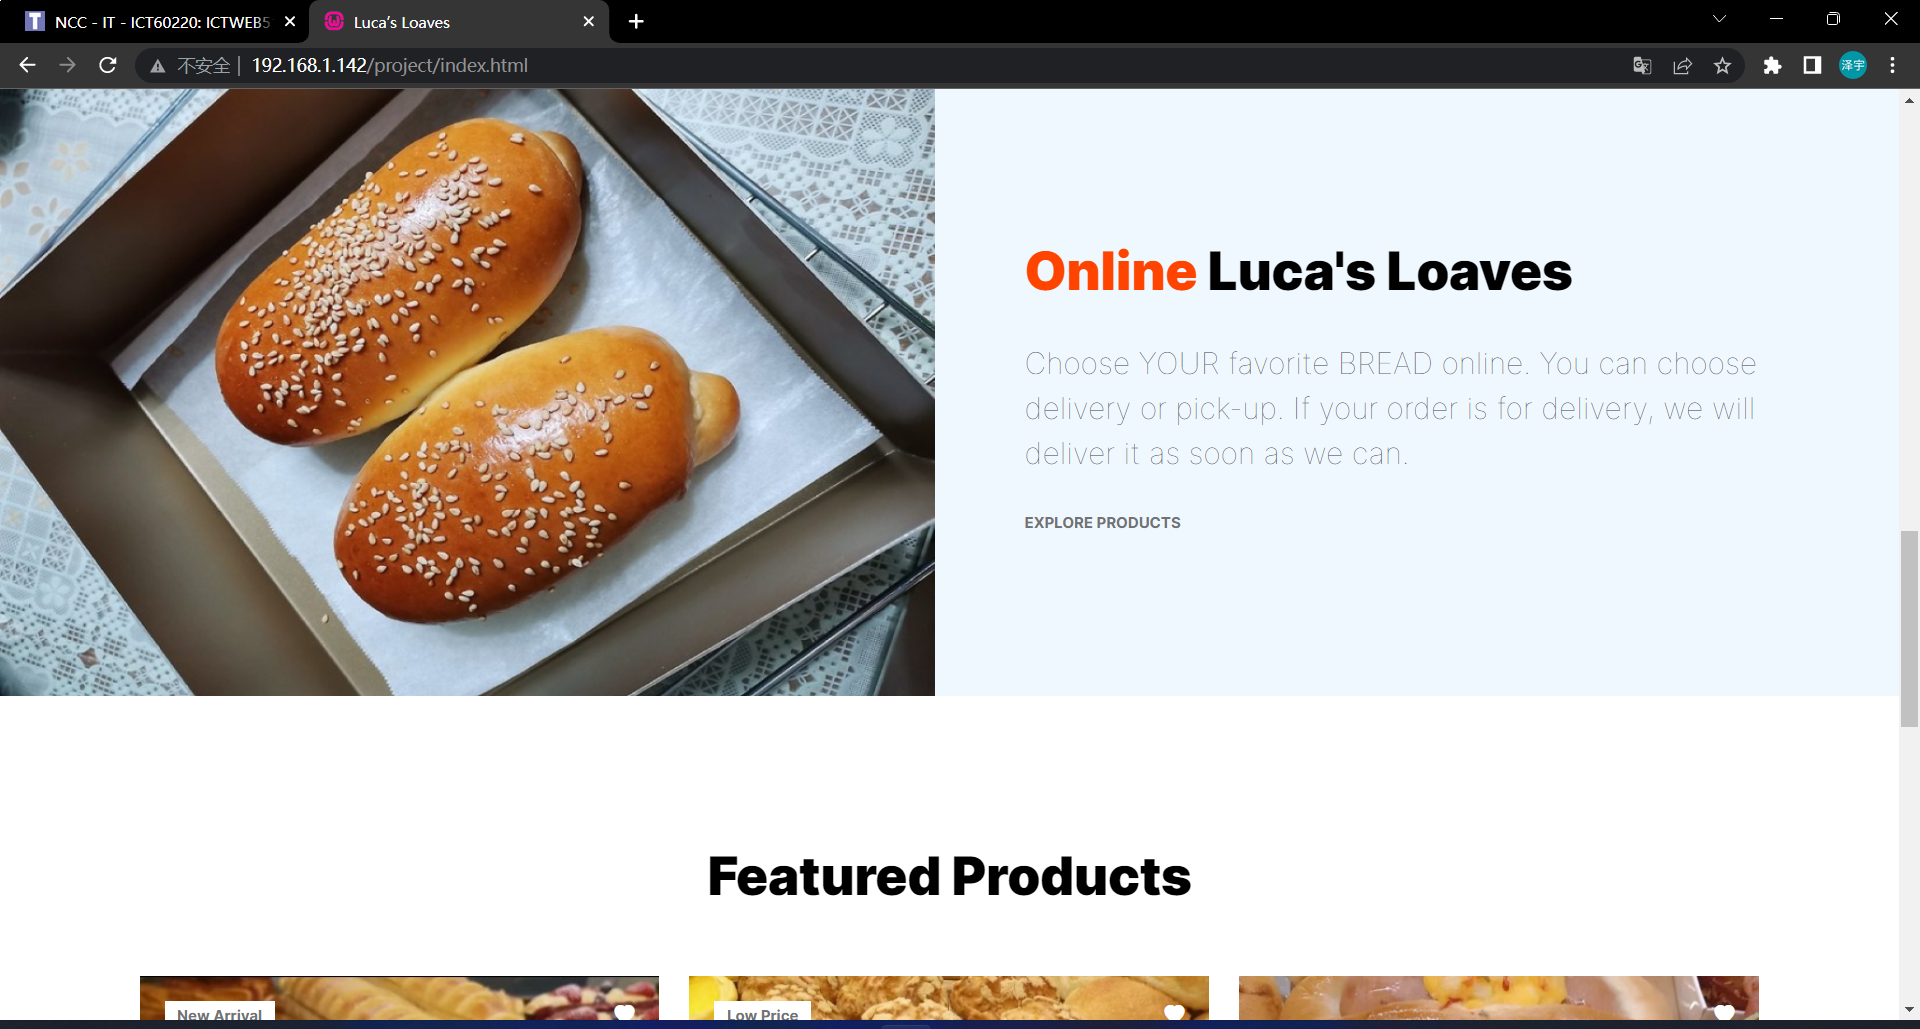 NCC - IT - ICT60220: ICTWEB5
Luca's Loaves
不安全
192.168.1.142/project/index.html
泽宇
Online Luca's Loaves
Choose YOUR favorite BREAD online. You can choose
delivery or pick-up. If your order is for delivery, we will
deliver it as soon as we can.
EXPLORE PRODUCTS
Featured Products
New Arrival
Low Price